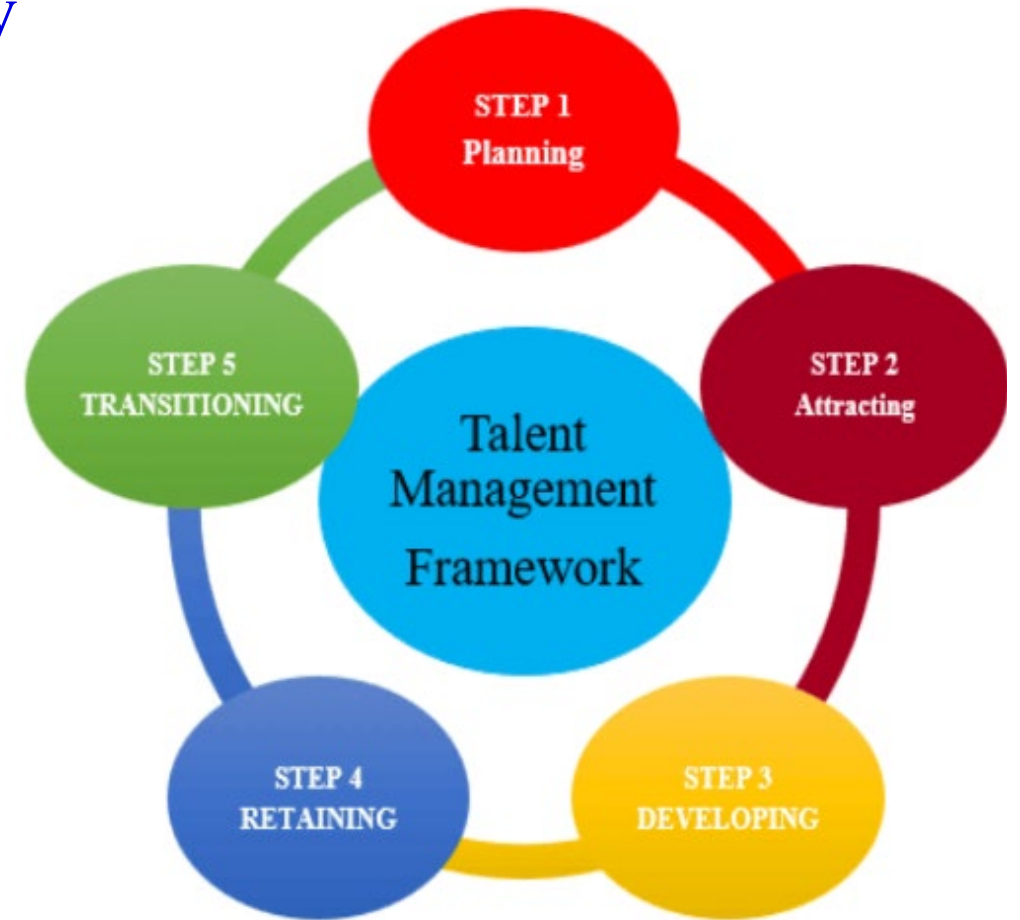 y
STEP 1
Planning
STEP 2
Attracting
STEP 3
DEVELOPING
STEP 4
RETAINING
STEP 5
TRANSITIONING
Talent
Management
Framework